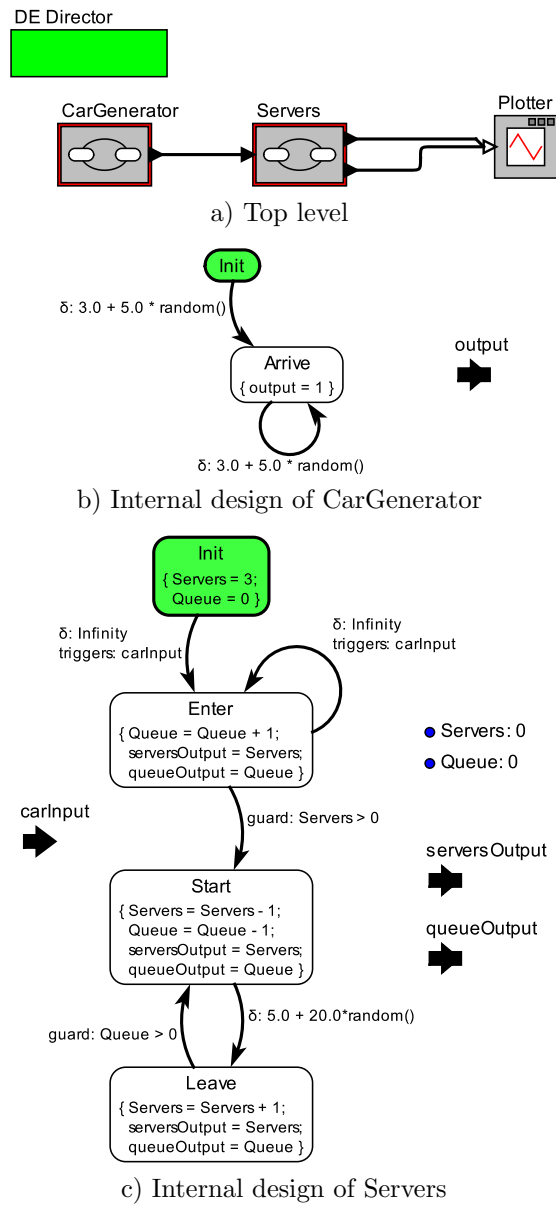 DE Director
CarGenerator
Servers
Plotter
a) Top level
Init
δ: 3.0 + 5.0 * random()
Arrive
{ output = 1 }
output
δ: 3.0 + 5.0 * random()
b) Internal design of CarGenerator
Init
{ Servers = 3;
Queue = 0 }
δ: Infinity
triggers: carInput
δ: Infinity
triggers: carInput
Enter
{ Queue = Queue + 1;
serversOutput = Servers;
queueOutput = Queue }
Servers: 0
Queue: 0
carInput
guard: Servers > 0
serversOutput
Start
{ Servers = Servers - 1;
Queue = Queue - 1;
serversOutput = Servers;
queueOutput = Queue }
queueOutput
δ: 5.0 + 20.0*random()
guard: Queue > 0
Leave
{ Servers = Servers + 1;
serversOutput = Servers;
queueOutput = Queue }
c) Internal design of Servers